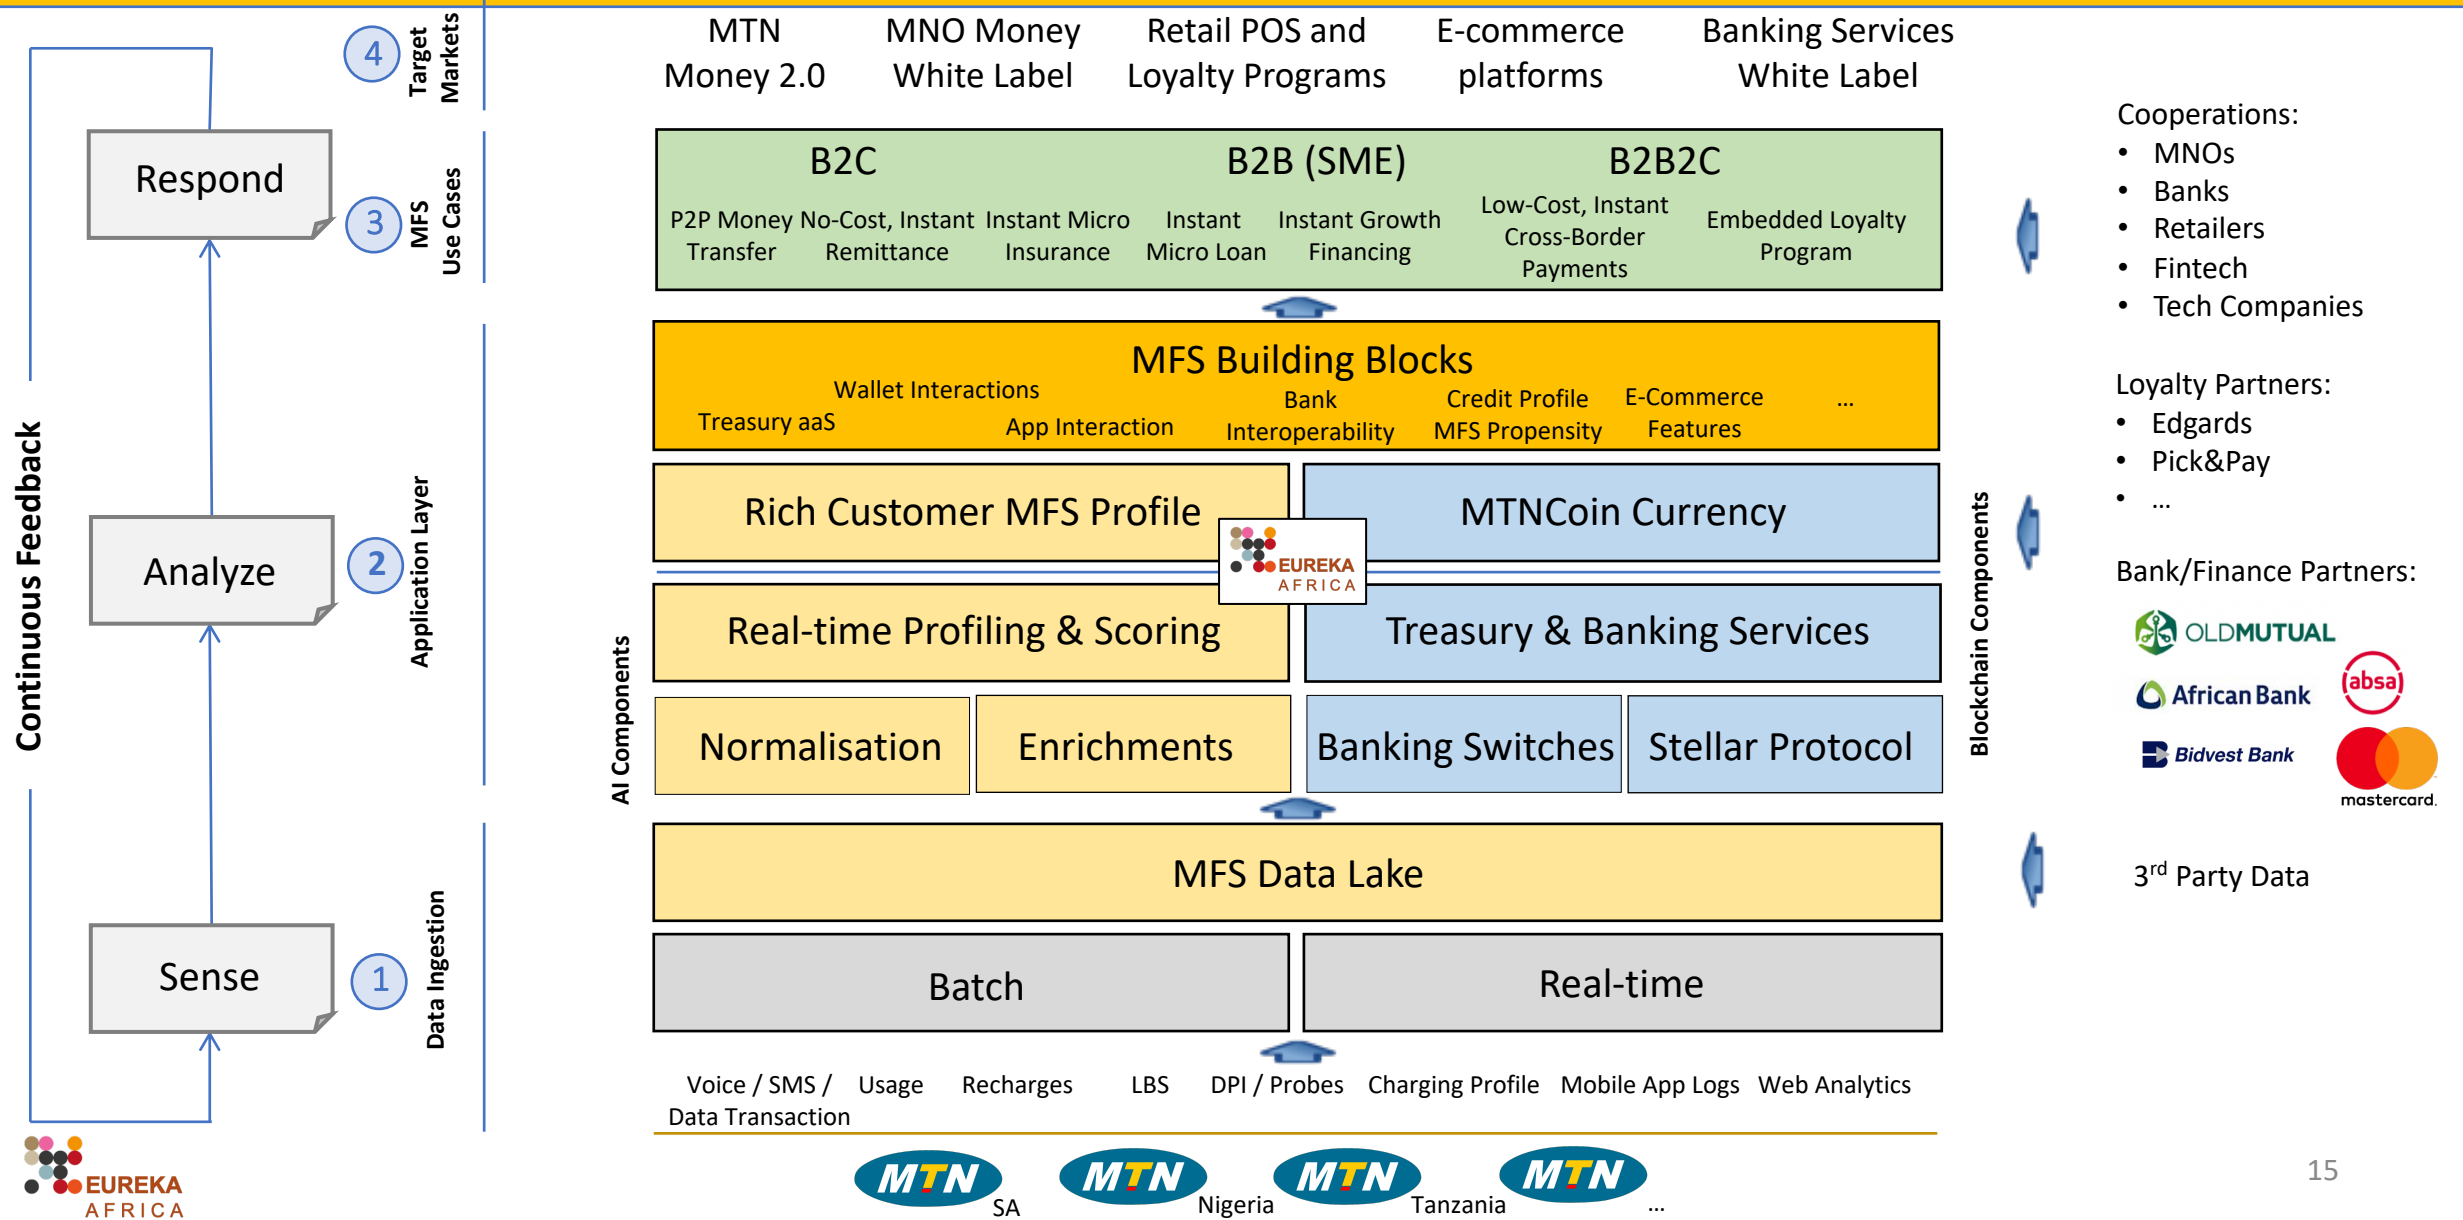 MTN
Money 2.0
MNO Money
White Label
Retail POS and
Loyalty Programs
E-commerce
platforms
Banking Services
White Label
4
Target
Markets
Respond
3
MFS
Use Cases
B2C
B2B (SME)
B2B2C
P2P Money
Transfer
No-Cost, Instant
Remittance
Instant Micro
Insurance
Instant
Micro Loan
Instant Growth
Financing
Low-Cost, Instant
Cross-Border
Payments
Embedded Loyalty
Program
Continuous Feedback
Analyze
2
Application Layer
AI Components
MFS Building Blocks
Treasury aaS
Wallet Interactions
App Interaction
Bank
Interoperability
Credit Profile
MFS Propensity
E-Commerce
Features
...
Rich Customer MFS Profile
MTNCoin Currency
EUREKA
AFRICA
Real-time Profiling & Scoring
Treasury & Banking Services
Normalisation
Enrichments
Banking Switches
Stellar Protocol
Blockchain Components
Sense
1
Data Ingestion
MFS Data Lake
Batch
Real-time
Voice / SMS /
Data Transaction
Usage
Recharges
LBS
DPI / Probes
Charging Profile
Mobile App Logs
Web Analytics
MTN
SA
MTN
Nigeria
MTN
Tanzania
MTN
...
Cooperations:
• MNOs
• Banks
• Retailers
• Fintech
• Tech Companies
Loyalty Partners:
• Edgards
• Pick&Pay
• ...
Bank/Finance Partners:
OLDMUTUAL
absa
African Bank
Bidvest Bank
mastercard.
3rd Party Data
EUREKA
AFRICA
15